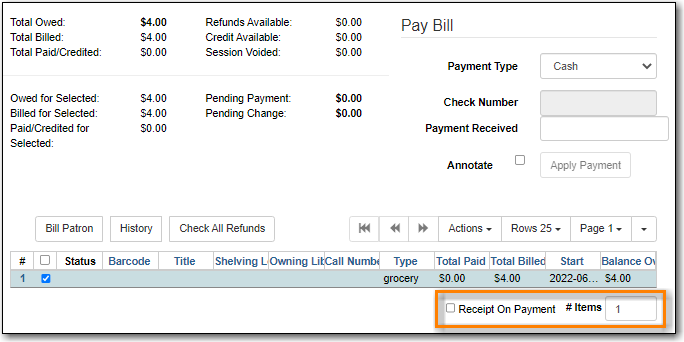 Total Owed: $4.00 Refunds Available: $0.00
Total Billed: $4.00 Credit Available: $0.00
Total Paid/Credited: $0.00 Session Voided: $0.00
Pay Bill
Payment Type Cash
Owed for Selected: $4.00 Pending Payment: $0.00
Billed for Selected: $4.00 Pending Change: $0.00
Paid/Credited for Selected: $0.00
Check Number
Payment Received
Annotate Apply Payment
Bill Patron History Check All Refunds Actions Rows 25 Page 1
# Status Barcode Title Shelving L Owning Lib Call Numbe Type Total Paid Total Billed Start Balance Ow
1 grocery $0.00 $4.00 2022-06... $4.00
Receipt On Payment # Items 1